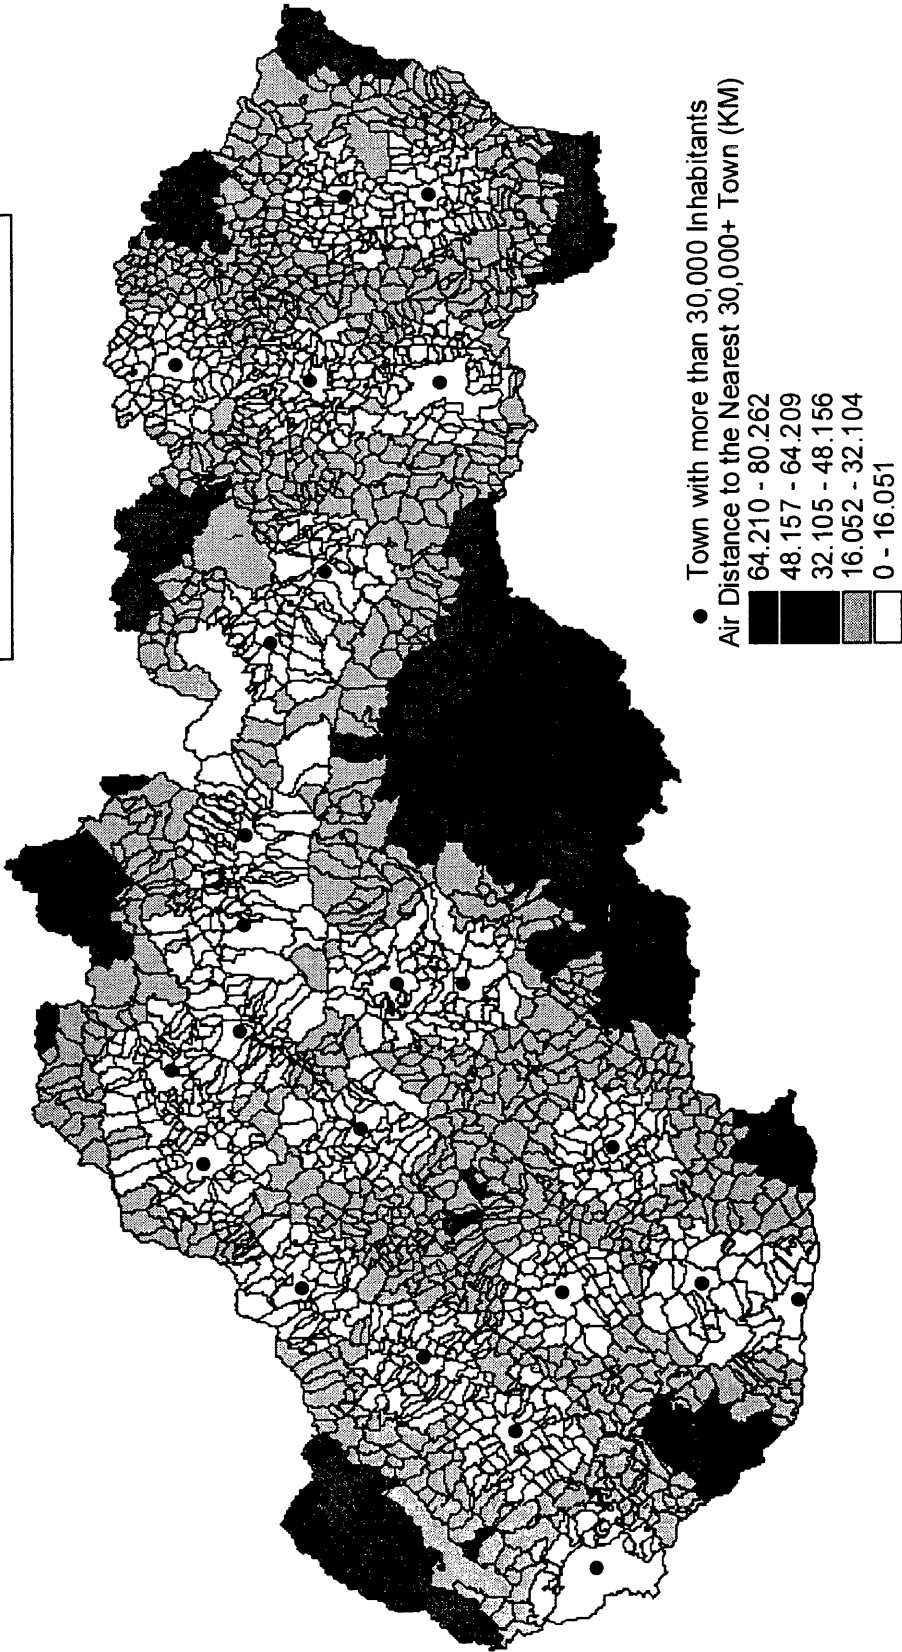 Town with more than 30,000 Inhabitants
Air Distance to the Nearest 30,000+ Town (KM)
64.210 - 80.262
48.157 - 64.209
32.105 - 48.156
16.052 - 32.104
0 - 16.051